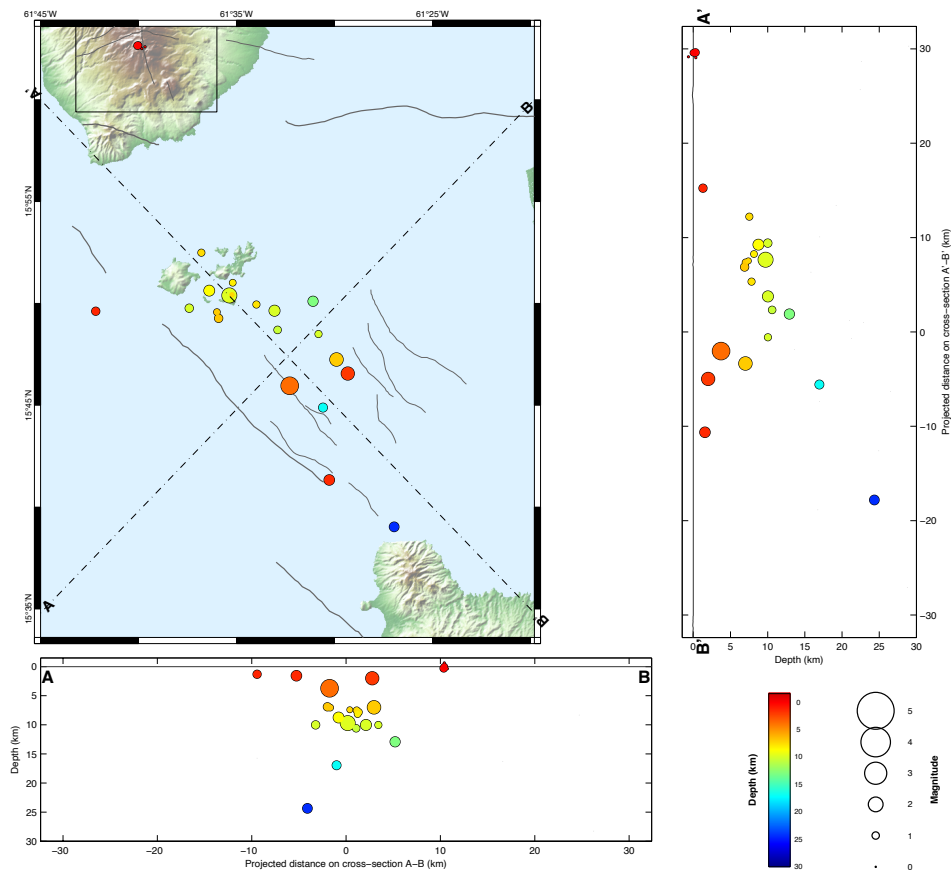 61°45'W 61°35'W 61°25'W
A'
B'
15°55'N
15°45'N
15°35'N
A
B
A'
30
20
10
0
−10
−20
−30
Projected distance on cross-section A'−B' (km)
B'
0 5 10 15 20 25 30
Depth (km)
A
B
0
5
10
15
20
25
30
Depth (km)
−30 −20 −10 0 10 20 30
Projected distance on cross−section A−B (km)
Depth (km)
0
5
10
15
20
25
30
5
4
3
2
1
0
Magnitude